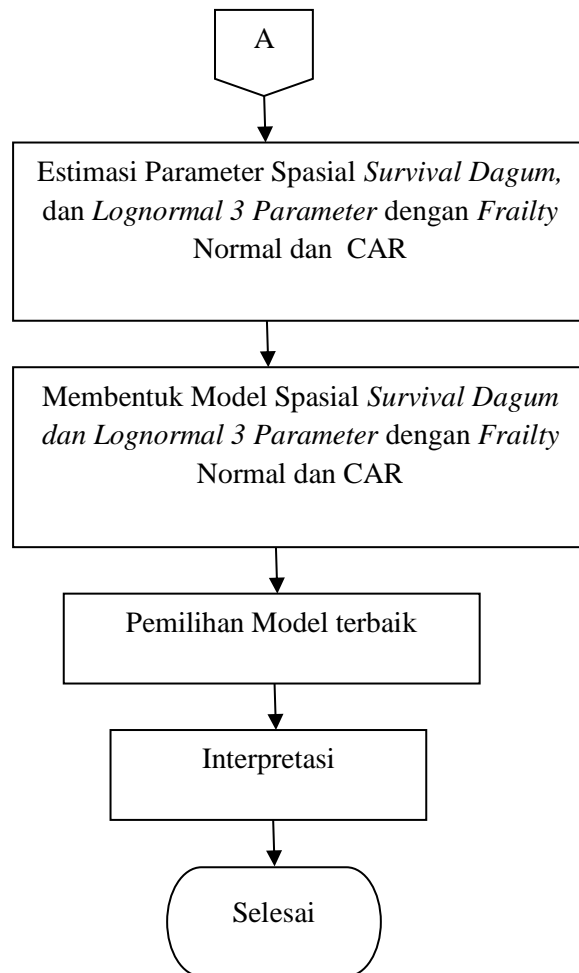 A
Estimasi Parameter Spasial Survival Dagum,
dan Lognormal 3 Parameter dengan Frailty
Normal dan CAR
Membentuk Model Spasial Survival Dagum
dan Lognormal 3 Parameter dengan Frailty
Normal dan CAR
Pemilihan Model terbaik
Interpretasi
Selesai